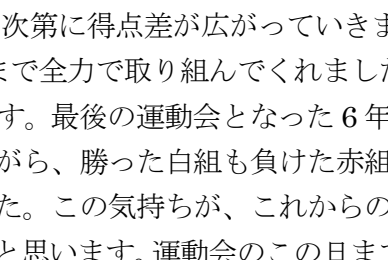 次第に得点差が広がっていきま
まで全力で取り組んでくれました
す。最後の運動会となった6年
がら、勝った白組も負けた赤組
た。この気持ちが、これからの
と思います。運動会のこの日まで